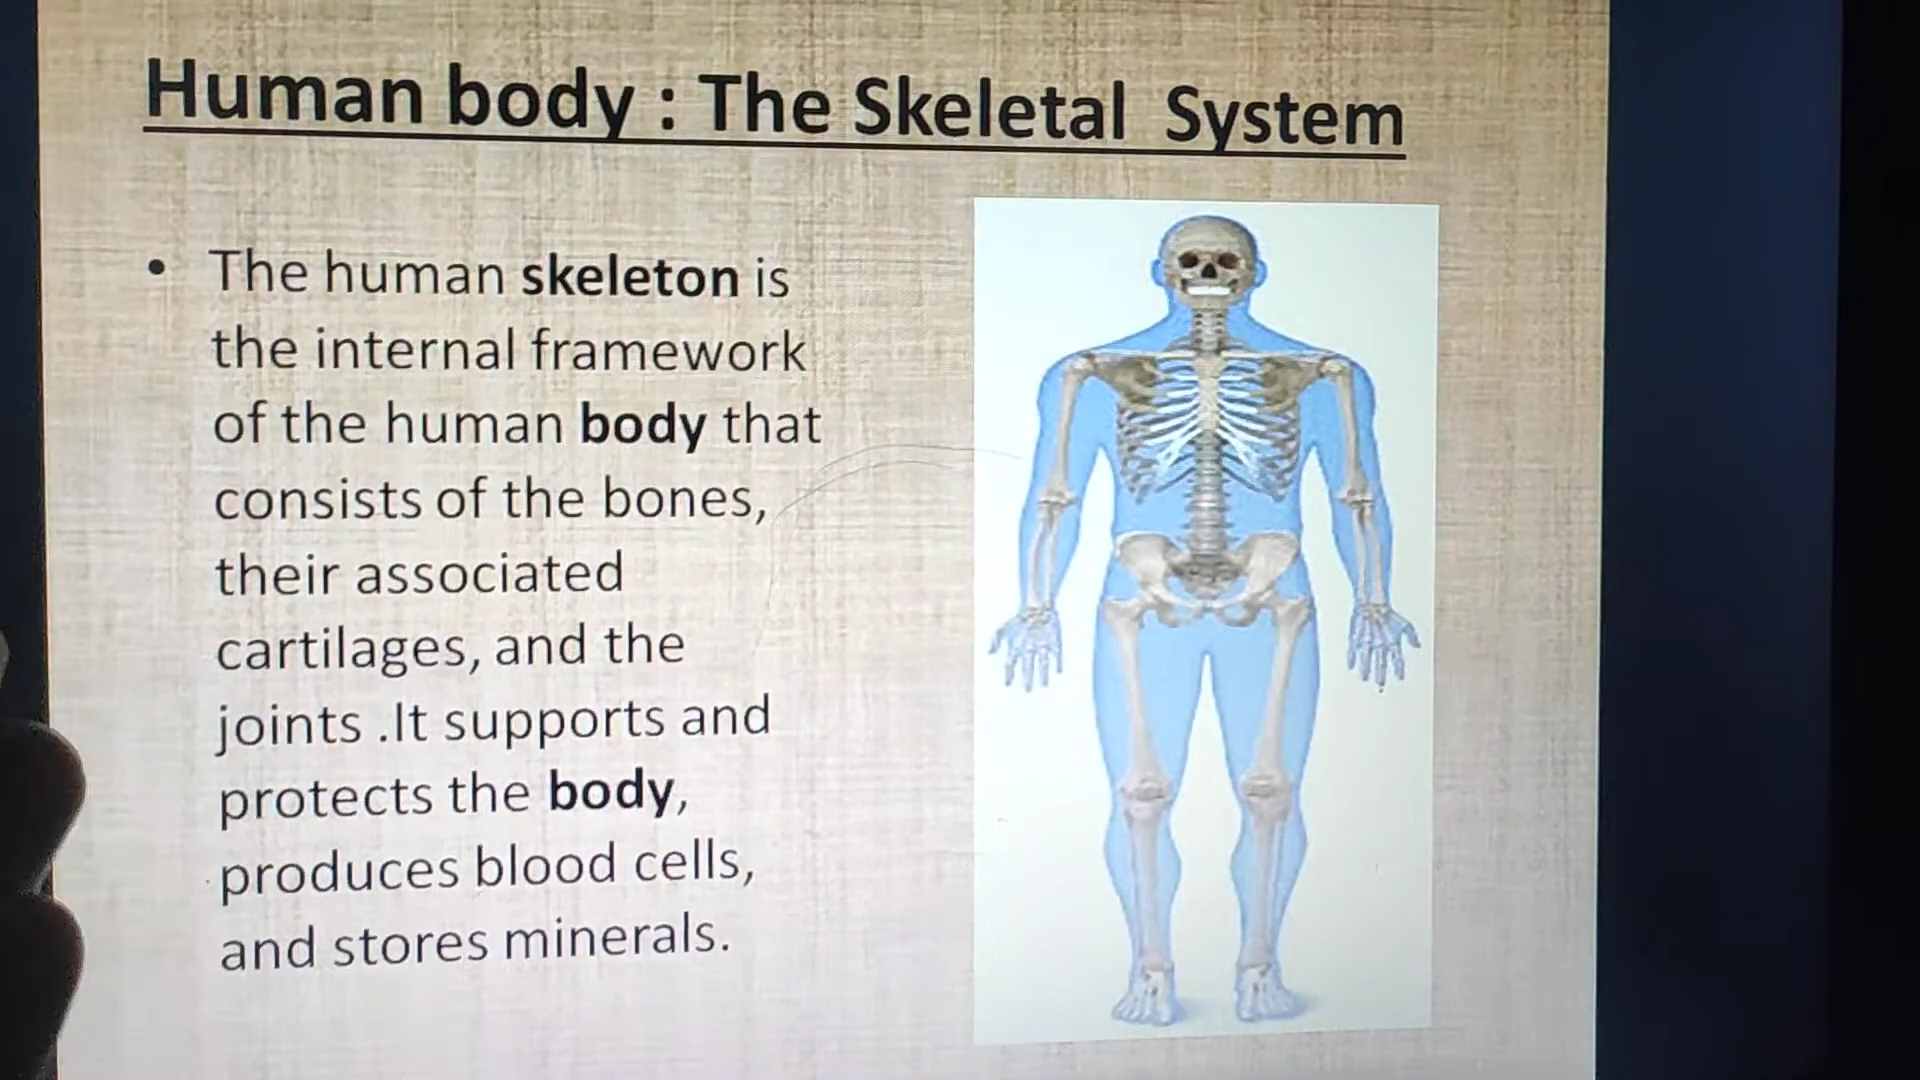 Human body : The Skeletal System
• The human skeleton is
the internal framework
of the human body that
consists of the bones,
their associated
cartilages, and the
joints .It supports and
protects the body,
produces blood cells,
and stores minerals.